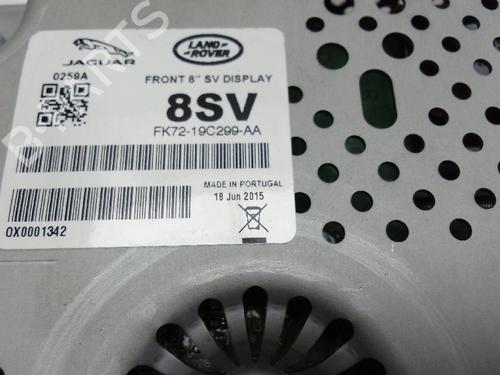 JAGUAR
LAND-
ROVER
0259A
FRONT 8" SV DISPLAY
8SV
FK72-19C299-AA
MADE IN PORTUGAL
18 Jun 2015
OX0001342
B-PARTS